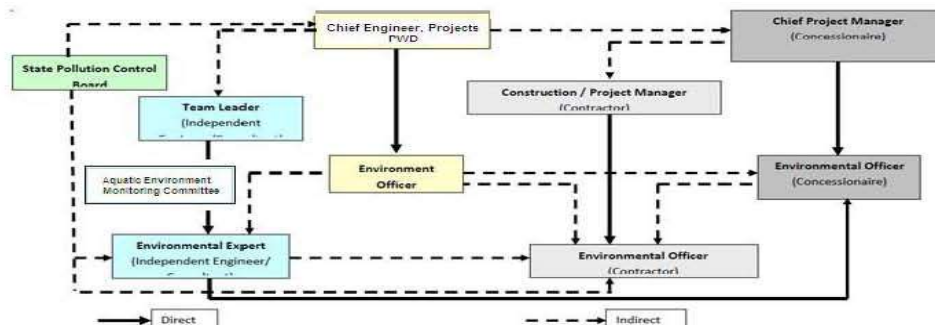 Chief Engineer, Projects
PWD
Chief Project Manager
(Concessionaire)
State Pollution Control
Board
Team Leader
(Independent
Construction / Project Manager
(Contractor)
Aquatic Environment
Monitoring Committee
Environment
Officer
Environmental Officer
(Concessionaire)
Environmental Expert
(Independent Engineer/
Environmental Officer
(Contractor)
Direct
Indirect